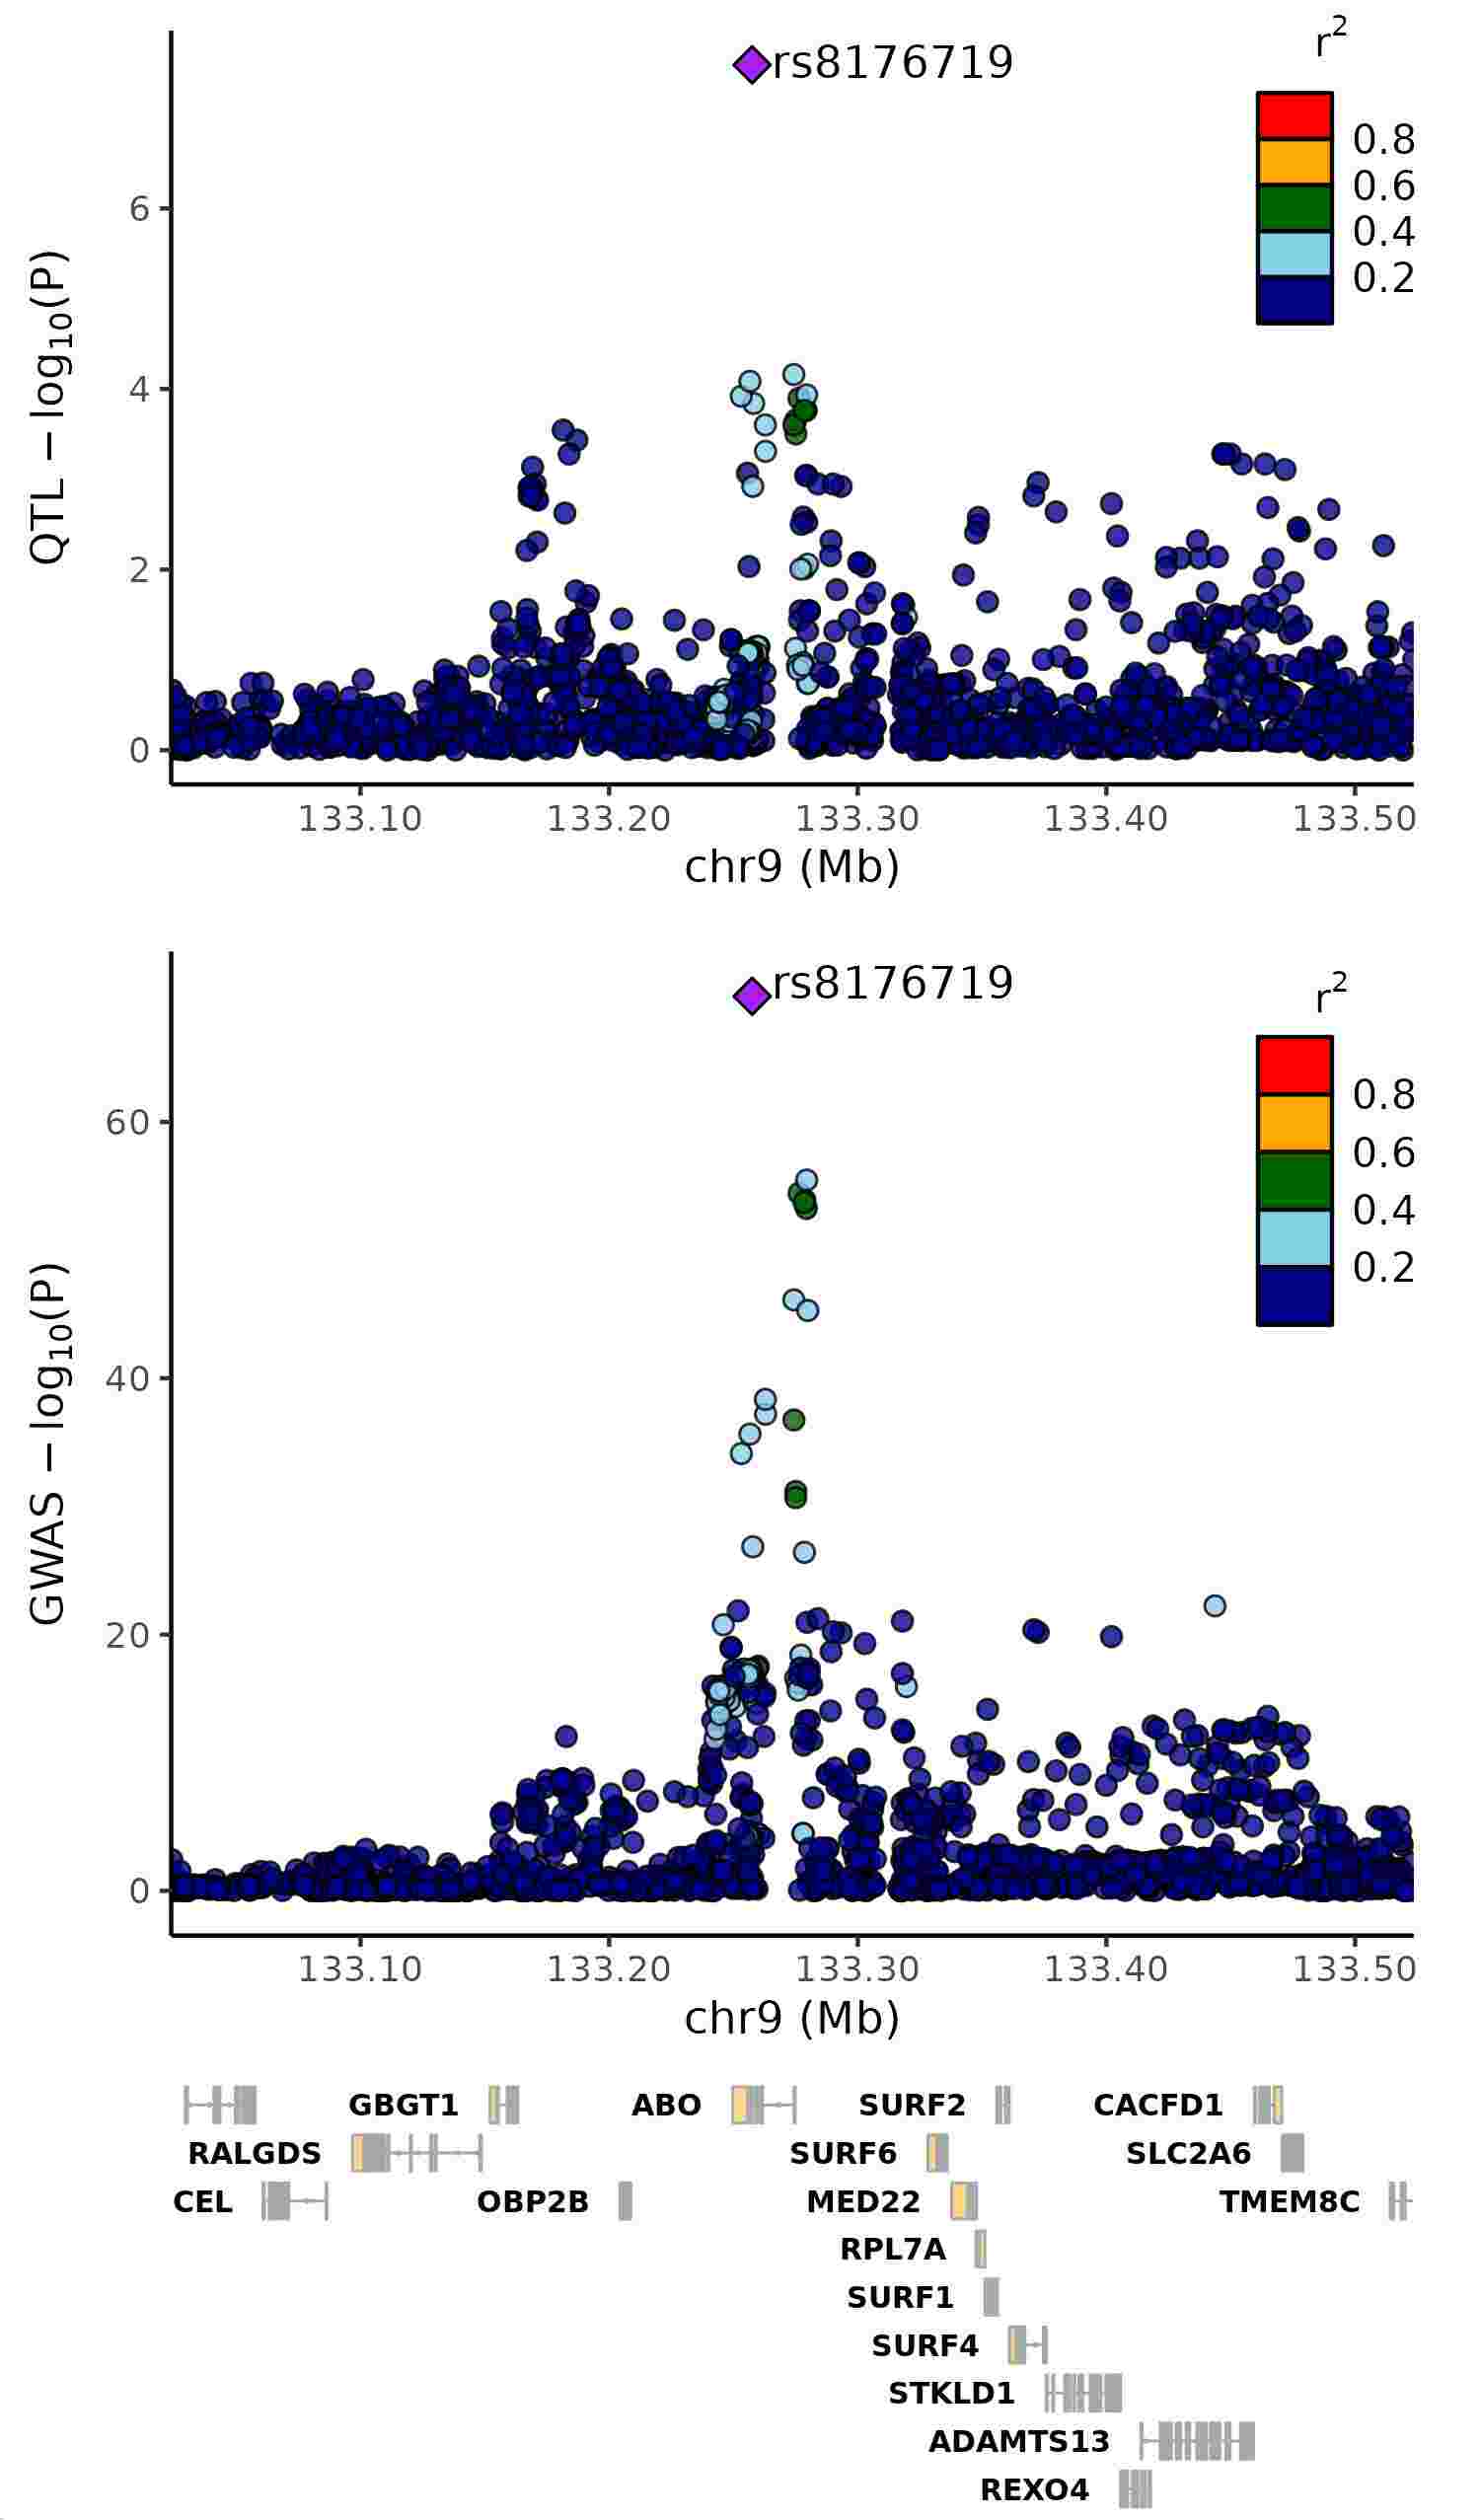 rs8176719
r²
0.8
0.6
0.4
0.2
QTL −log₁₀(P)
6
4
2
0
133.10 133.20 133.30 133.40 133.50
chr9 (Mb)
rs8176719
r²
0.8
0.6
0.4
0.2
GWAS −log₁₀(P)
60
40
20
0
133.10 133.20 133.30 133.40 133.50
chr9 (Mb)
GBGT1 ABO SURF2 CACFD1
RALGDS SURF6 SLC2A6
CEL OBP2B MED22 TMEM8C
RPL7A
SURF1
SURF4
STKLD1
ADAMTS13
REXO4